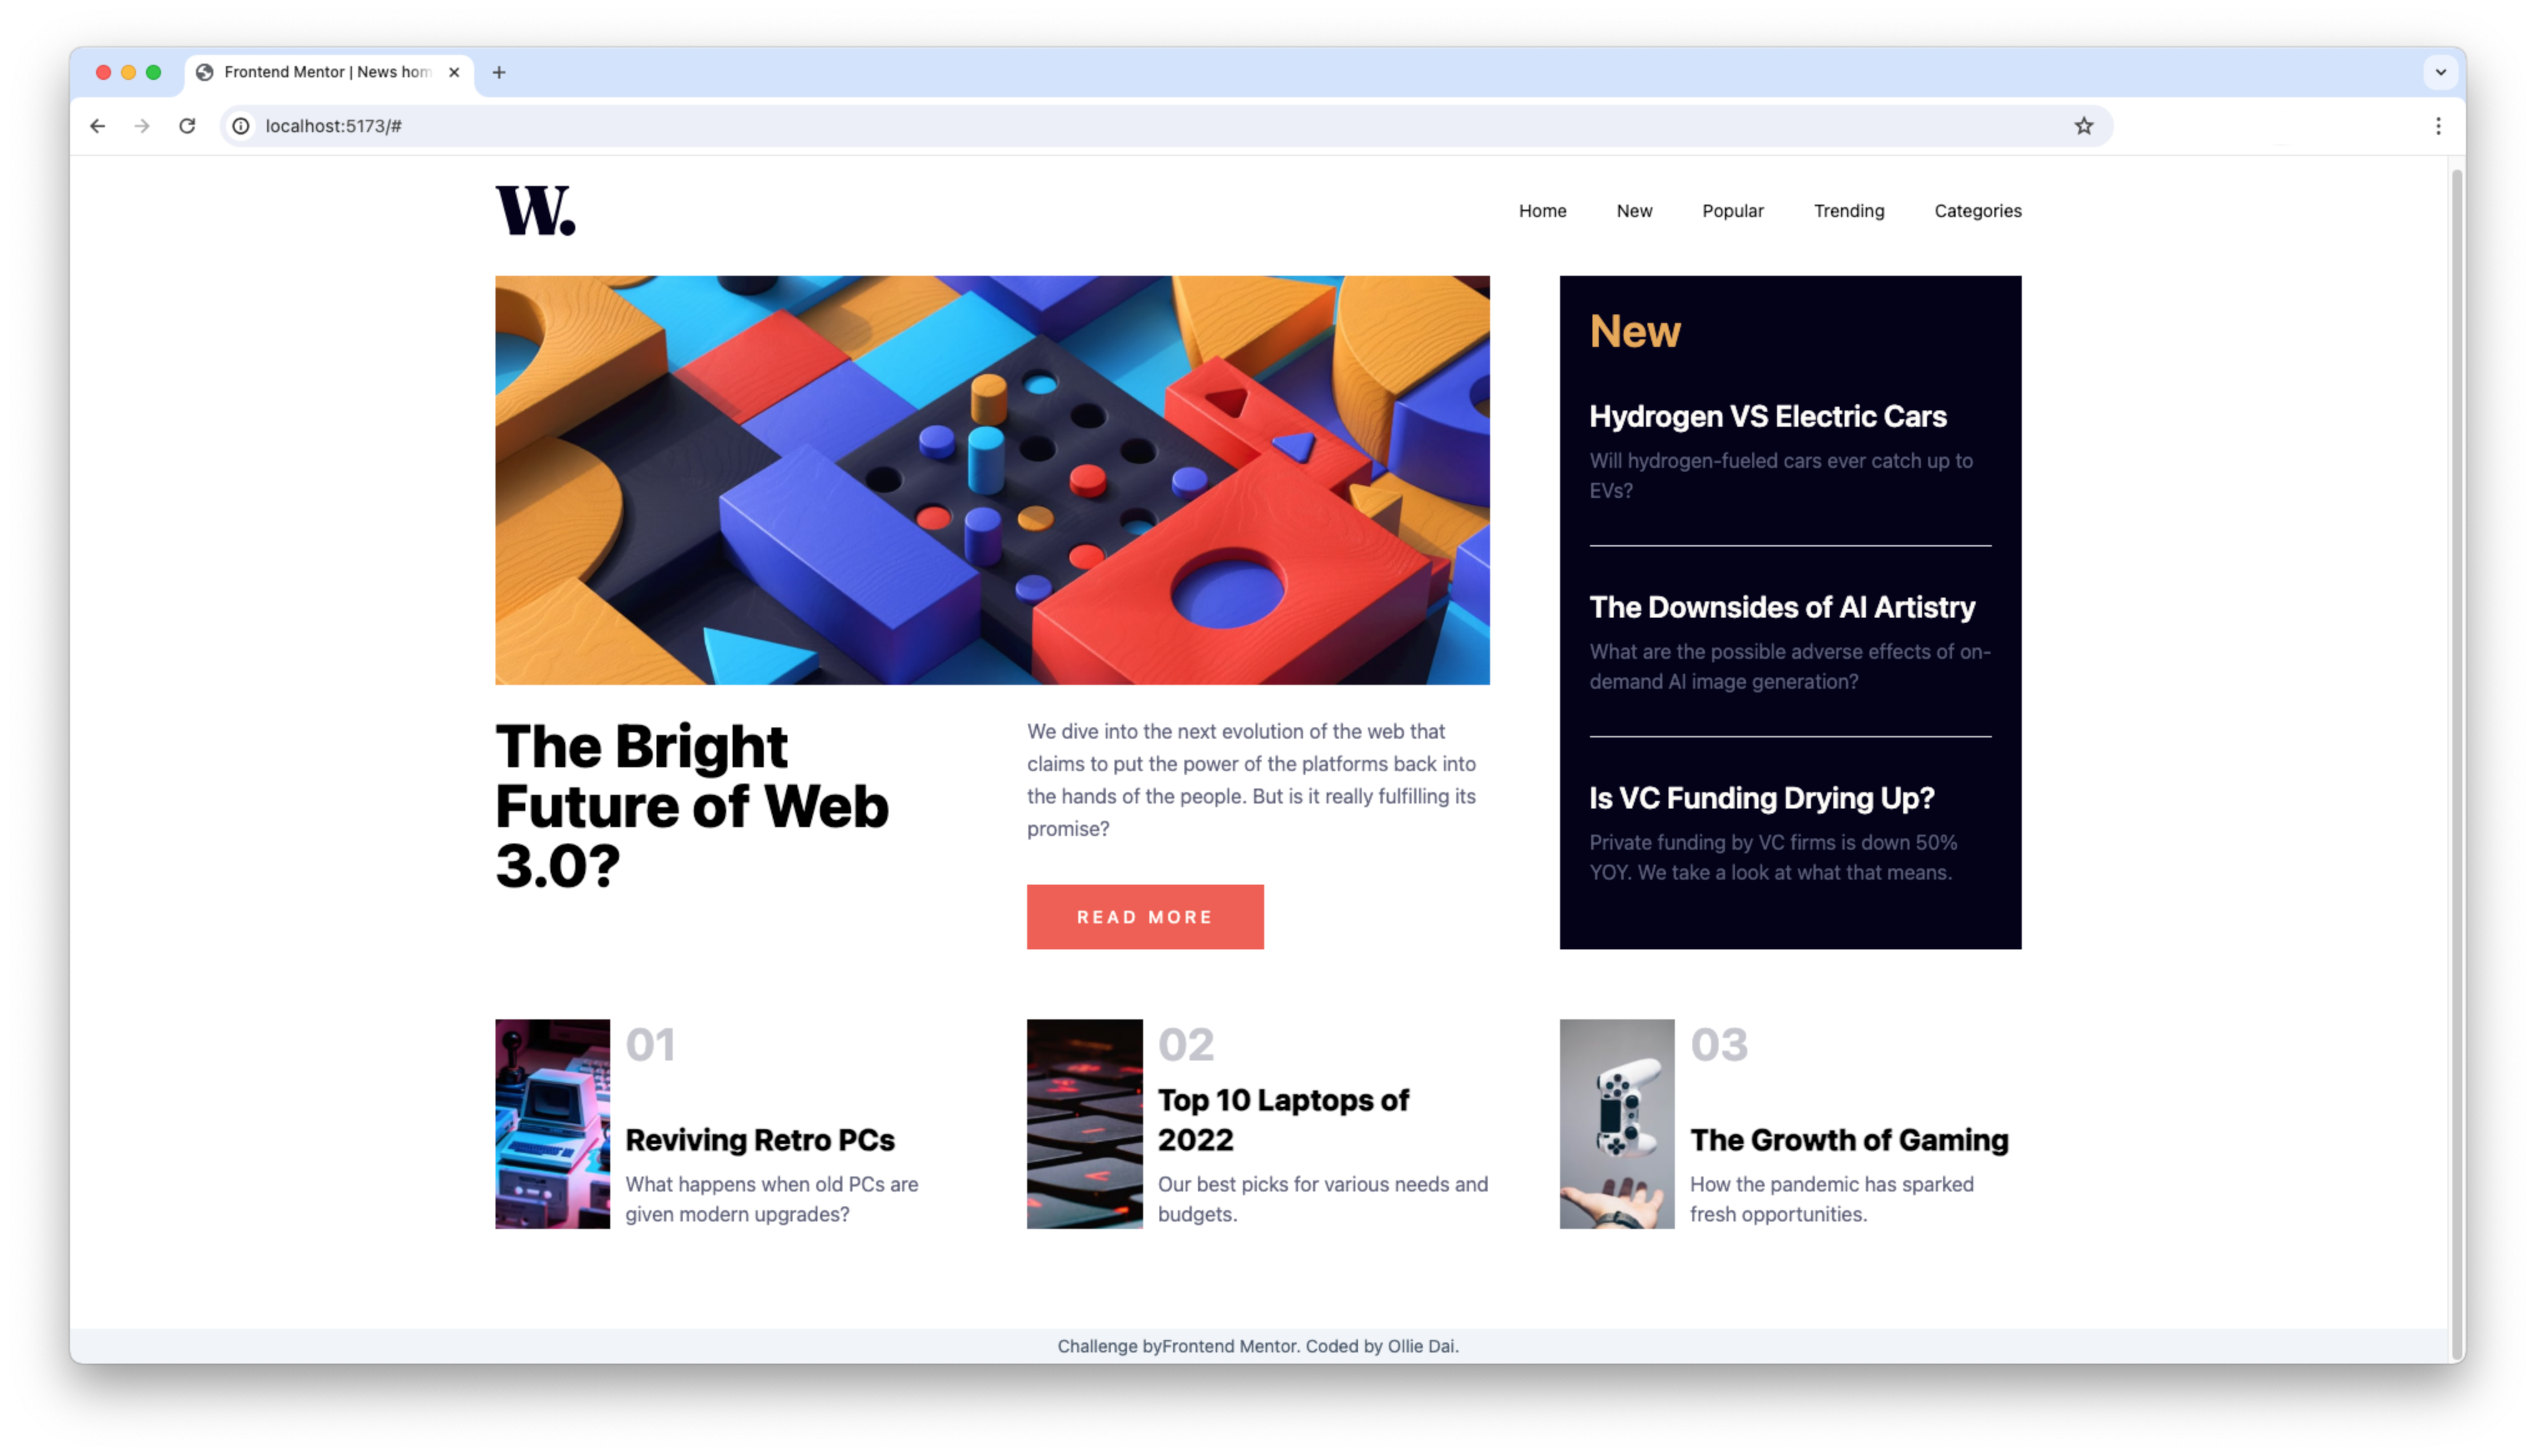 Frontend Mentor | News hom
localhost:5173/#
W.
Home New Popular Trending Categories
New
Hydrogen VS Electric Cars
Will hydrogen-fueled cars ever catch up to
EVs?
The Downsides of AI Artistry
What are the possible adverse effects of on-
demand AI image generation?
Is VC Funding Drying Up?
Private funding by VC firms is down 50%
YOY. We take a look at what that means.
The Bright
Future of Web
3.0?
We dive into the next evolution of the web that
claims to put the power of the platforms back into
the hands of the people. But is it really fulfilling its
promise?
READ MORE
01
Reviving Retro PCs
What happens when old PCs are
given modern upgrades?
02
Top 10 Laptops of
2022
Our best picks for various needs and
budgets.
03
The Growth of Gaming
How the pandemic has sparked
fresh opportunities.
Challenge byFrontend Mentor. Coded by Ollie Dai.